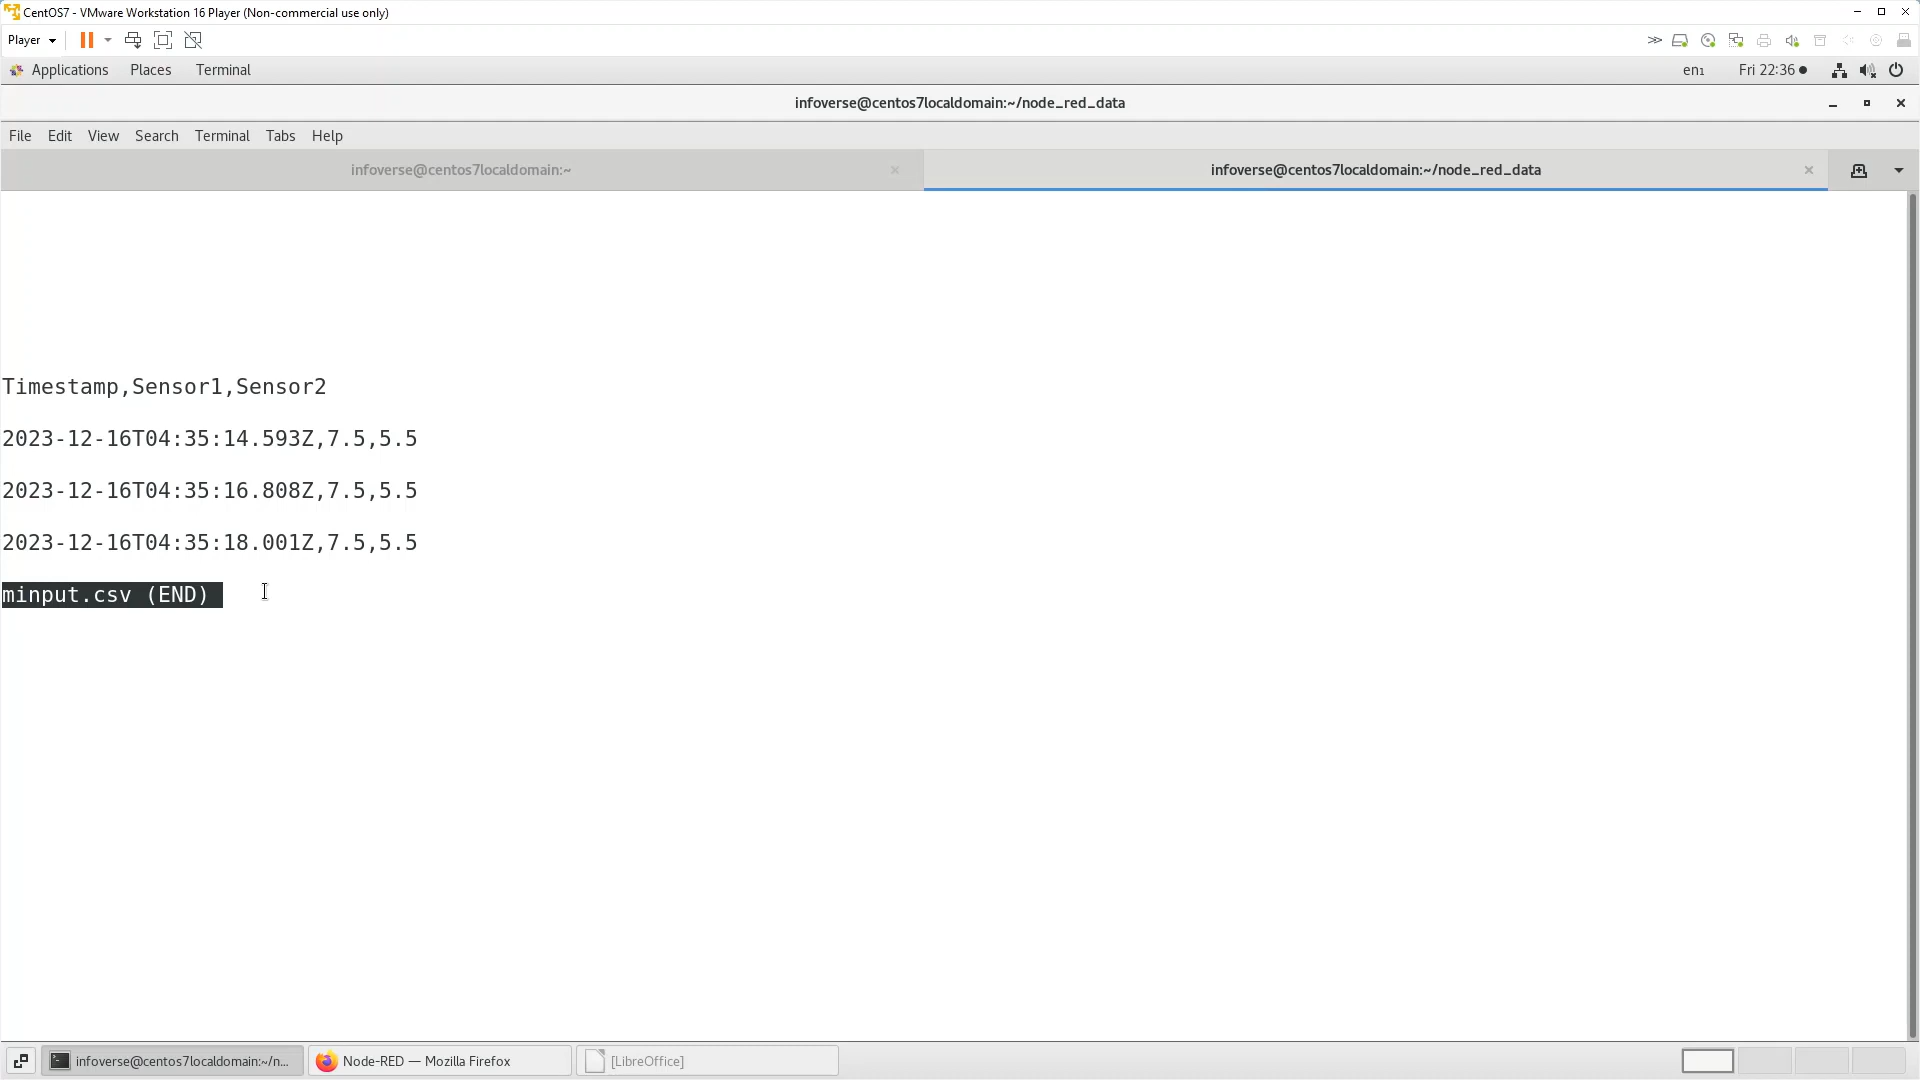 CentOS7 - VMware Workstation 16 Player (Non-commercial use only)
Player
Applications Places Terminal en1 Fri 22:36
infoverse@centos7localdomain:~/node_red_data
File Edit View Search Terminal Tabs Help
infoverse@centos7localdomain:~ infoverse@centos7localdomain:~/node_red_data
Timestamp,Sensor1,Sensor2
2023-12-16T04:35:14.593Z,7.5,5.5
2023-12-16T04:35:16.808Z,7.5,5.5
2023-12-16T04:35:18.001Z,7.5,5.5
minput.csv (END)
infoverse@centos7localdomain:~/n... Node-RED — Mozilla Firefox [LibreOffice]